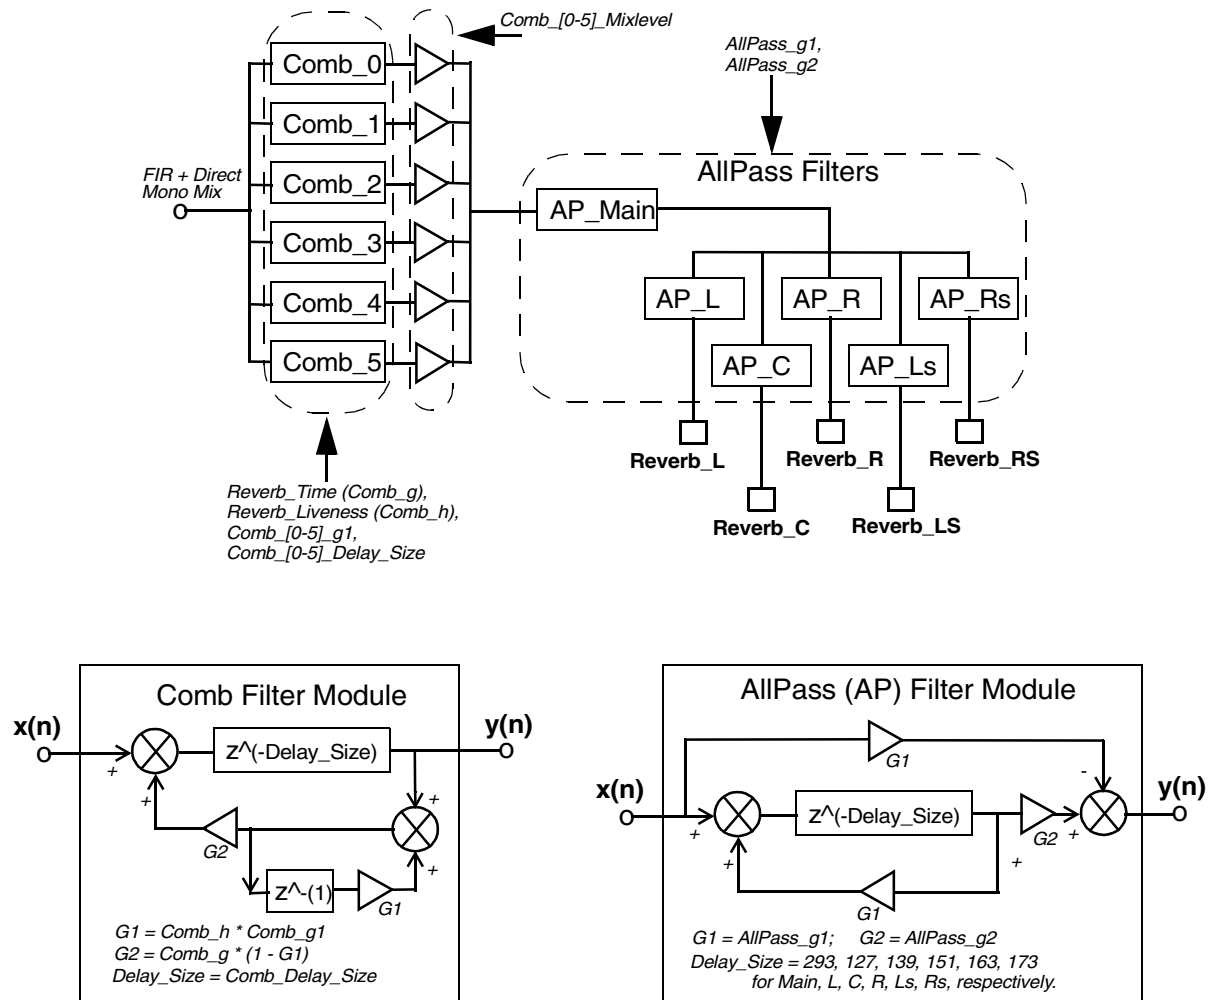 Comb_[0-5]_Mixlevel
AllPass_g1,
AllPass_g2
Comb_0
Comb_1
Comb_2
Comb_3
Comb_4
Comb_5
FIR + Direct
Mono Mix
AllPass Filters
AP_Main
AP_L
AP_R
AP_Rs
AP_C
AP_Ls
Reverb_L
Reverb_R
Reverb_RS
Reverb_C
Reverb_LS
Reverb_Time (Comb_g),
Reverb_Liveness (Comb_h),
Comb_[0-5]_g1,
Comb_[0-5]_Delay_Size
Comb Filter Module
x(n)
y(n)
z^(-Delay_Size)
+
+
+
G2
+
z^-(1)
G1
G1 = Comb_h * Comb_g1
G2 = Comb_g * (1 - G1)
Delay_Size = Comb_Delay_Size
AllPass (AP) Filter Module
G1
-
x(n)
y(n)
z^(-Delay_Size)
+
G2
+
+
+
G1
G1 = AllPass_g1; G2 = AllPass_g2
Delay_Size = 293, 127, 139, 151, 163, 173
for Main, L, C, R, Ls, Rs, respectively.